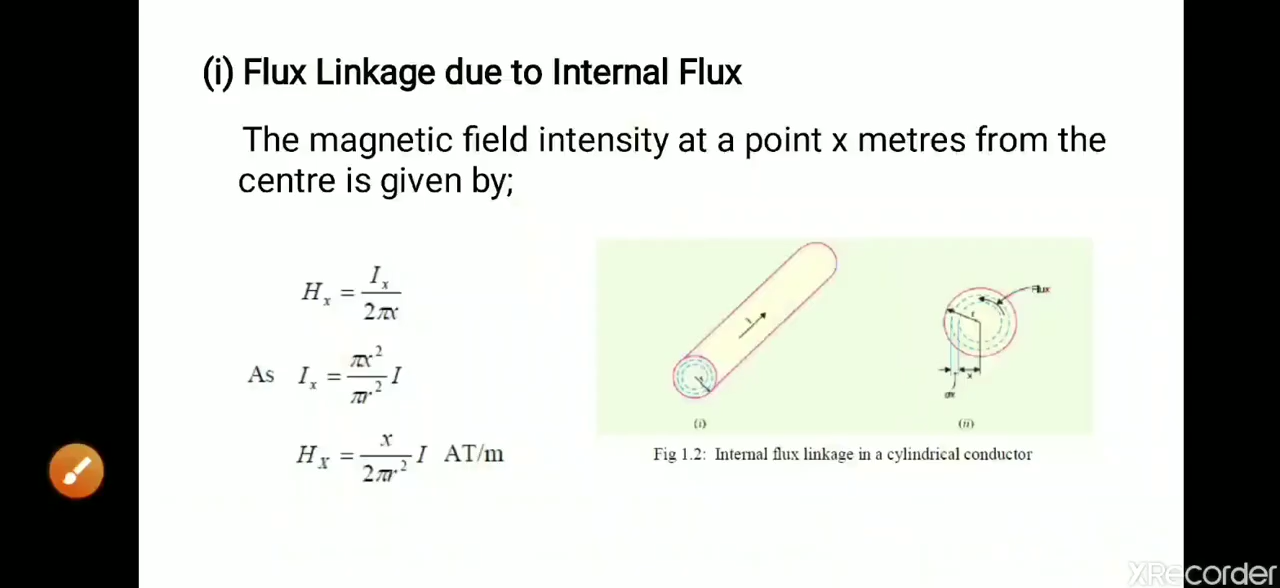 (i) Flux Linkage due to Internal Flux
The magnetic field intensity at a point x metres from the
centre is given by;
H_x = I_x / 2πx
As I_x = πx² / πr² I
H_x = x / 2πr² I AT/m
Flux
r
x
dx
I
(i)
(ii)
Fig 1.2: Internal flux linkage in a cylindrical conductor
XRecorder